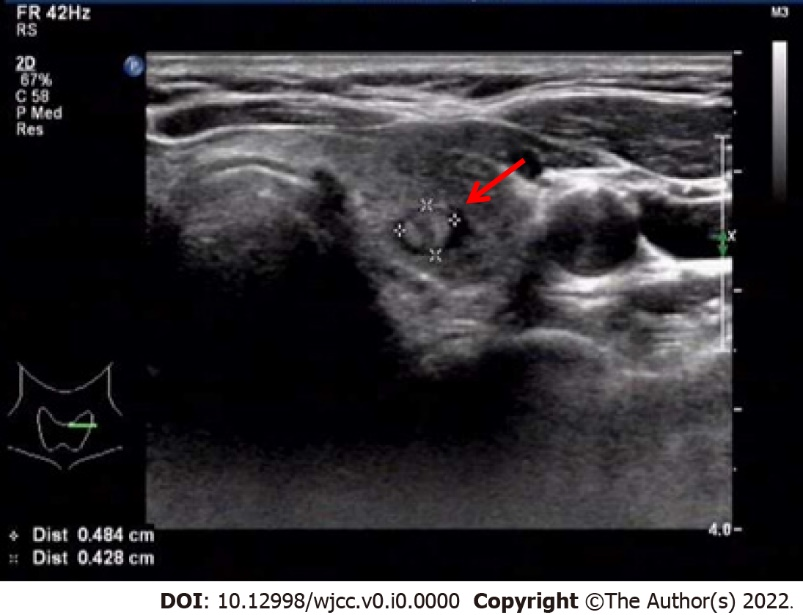 FR 42Hz
RS
M3
2D
67%
C 58
P Med
Res
P
X
4.0
Dist 0.484 cm
Dist 0.428 cm
DOI: 10.12998/wjcc.v0.i0.0000 Copyright ©The Author(s) 2022.